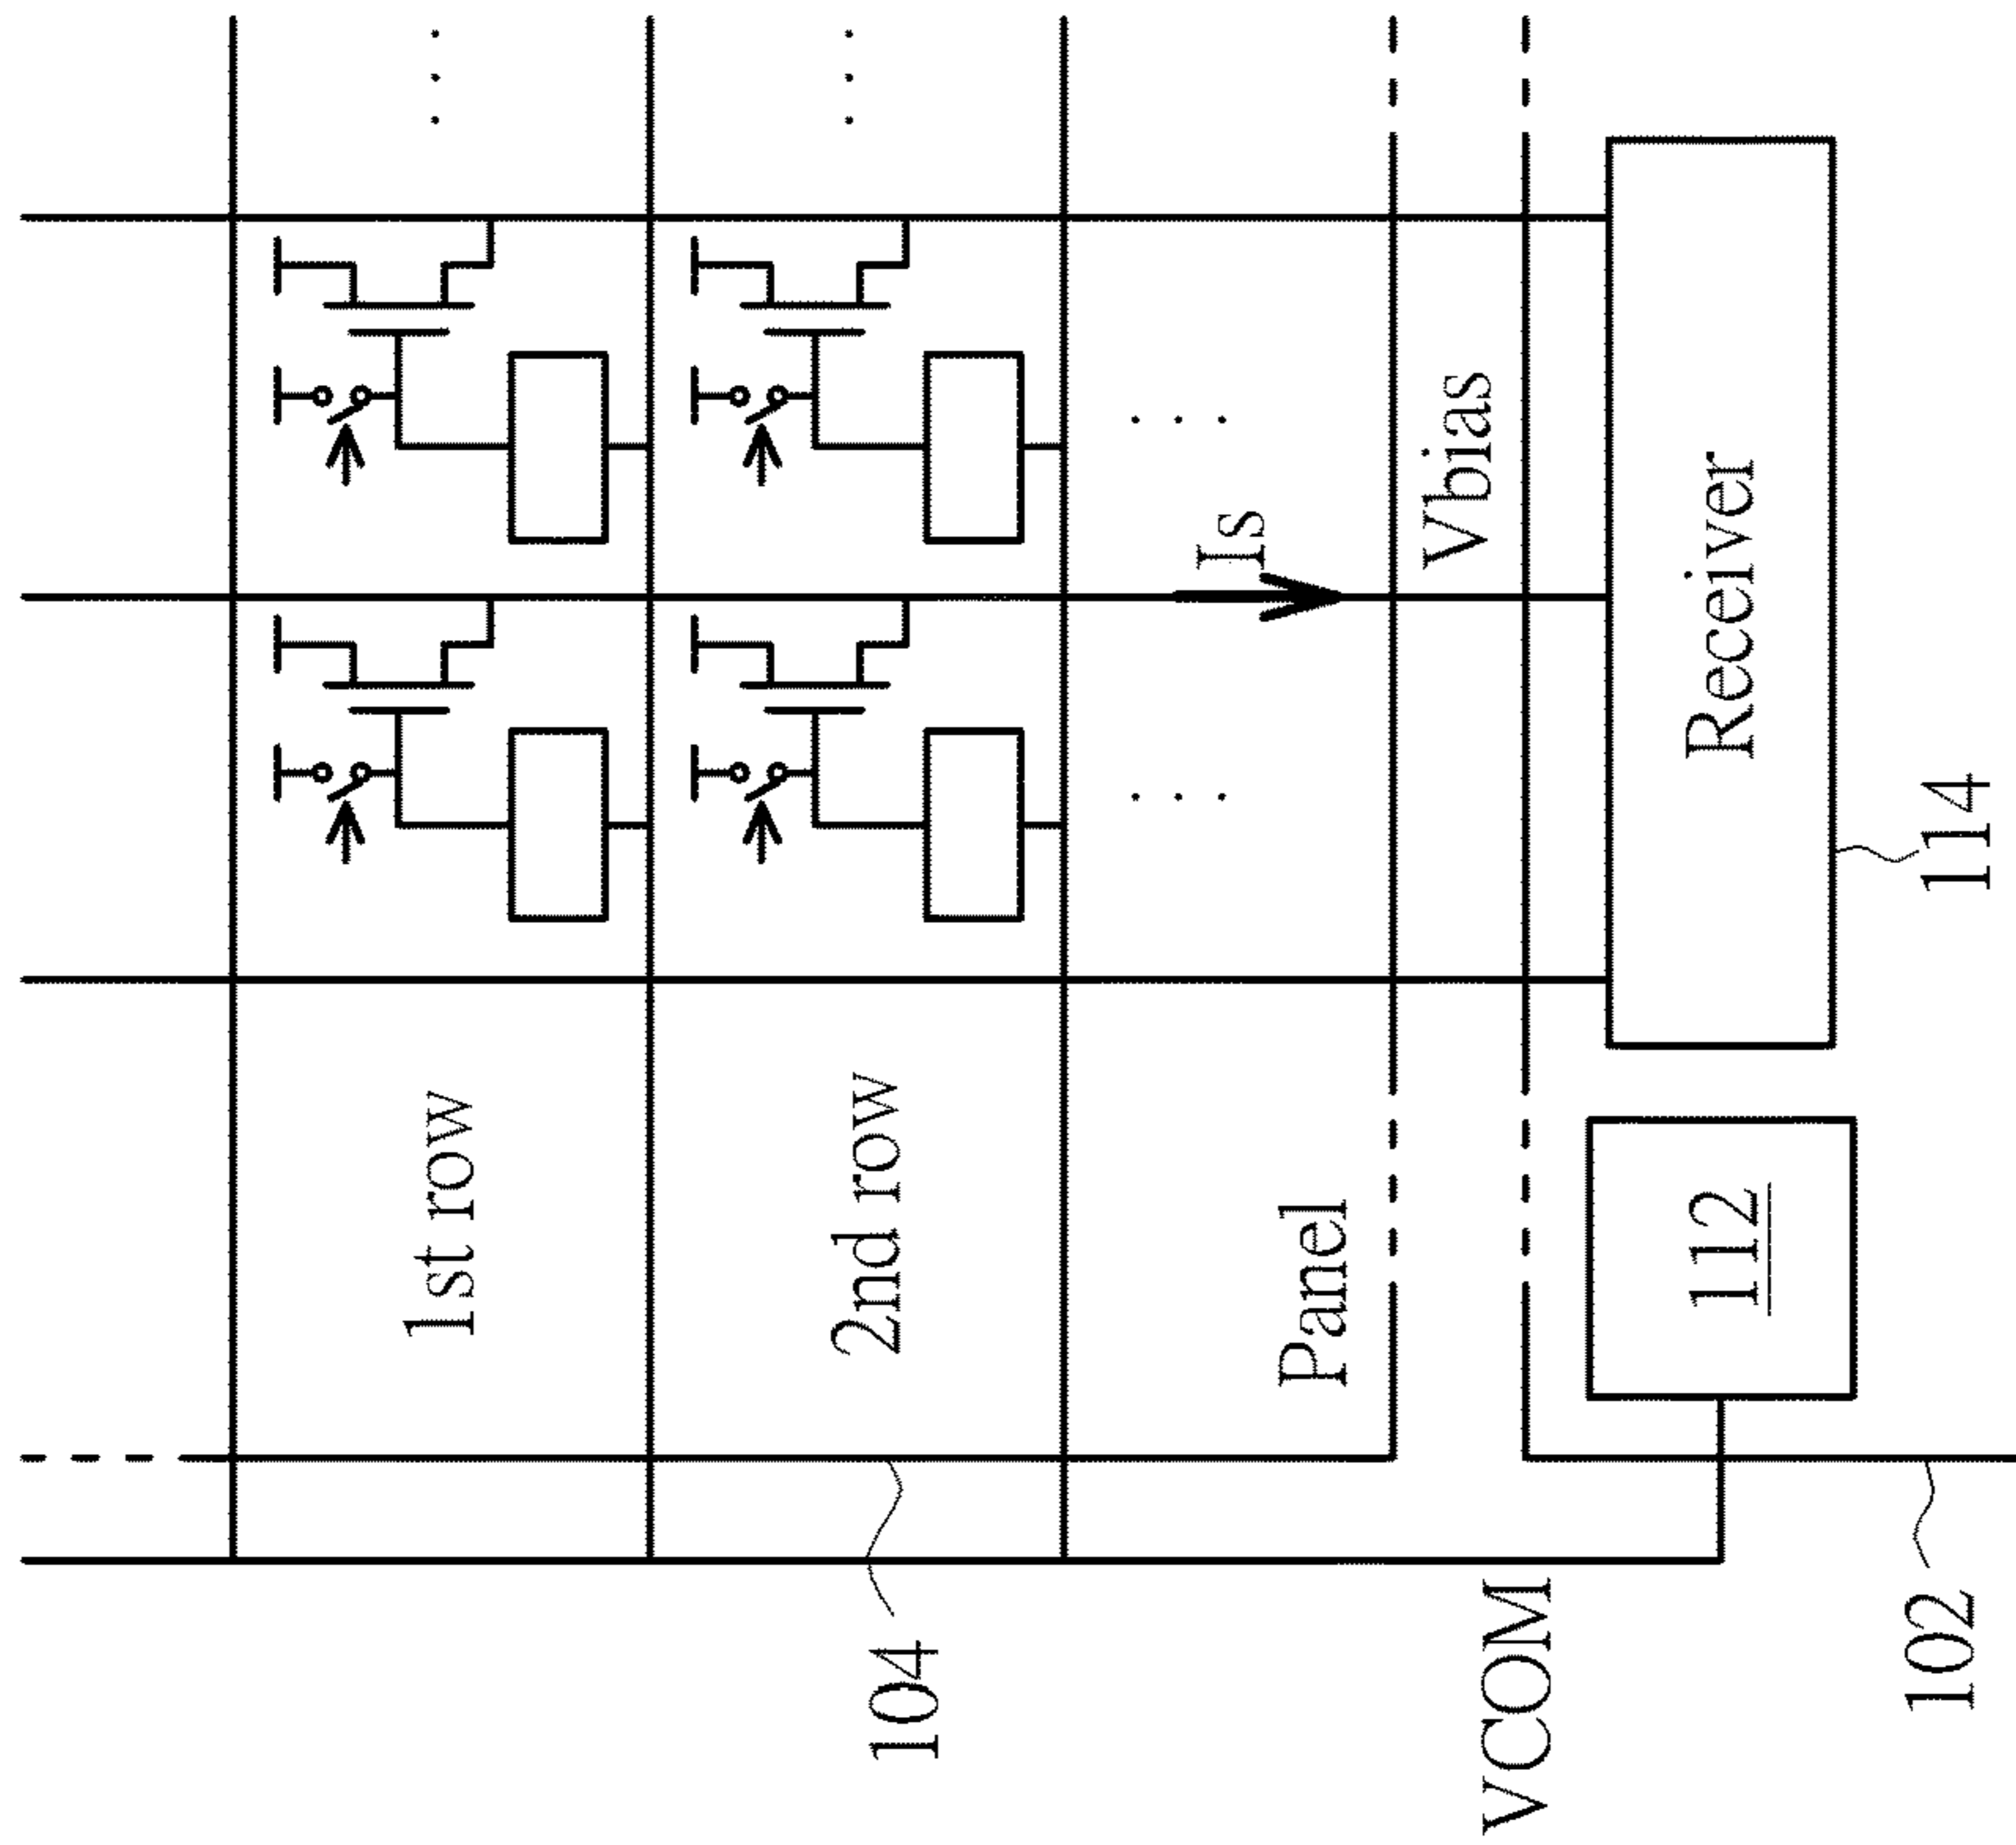 1st row
2nd row
Panel
Is
Vbias
Receiver
112
114
104
VCOM
102